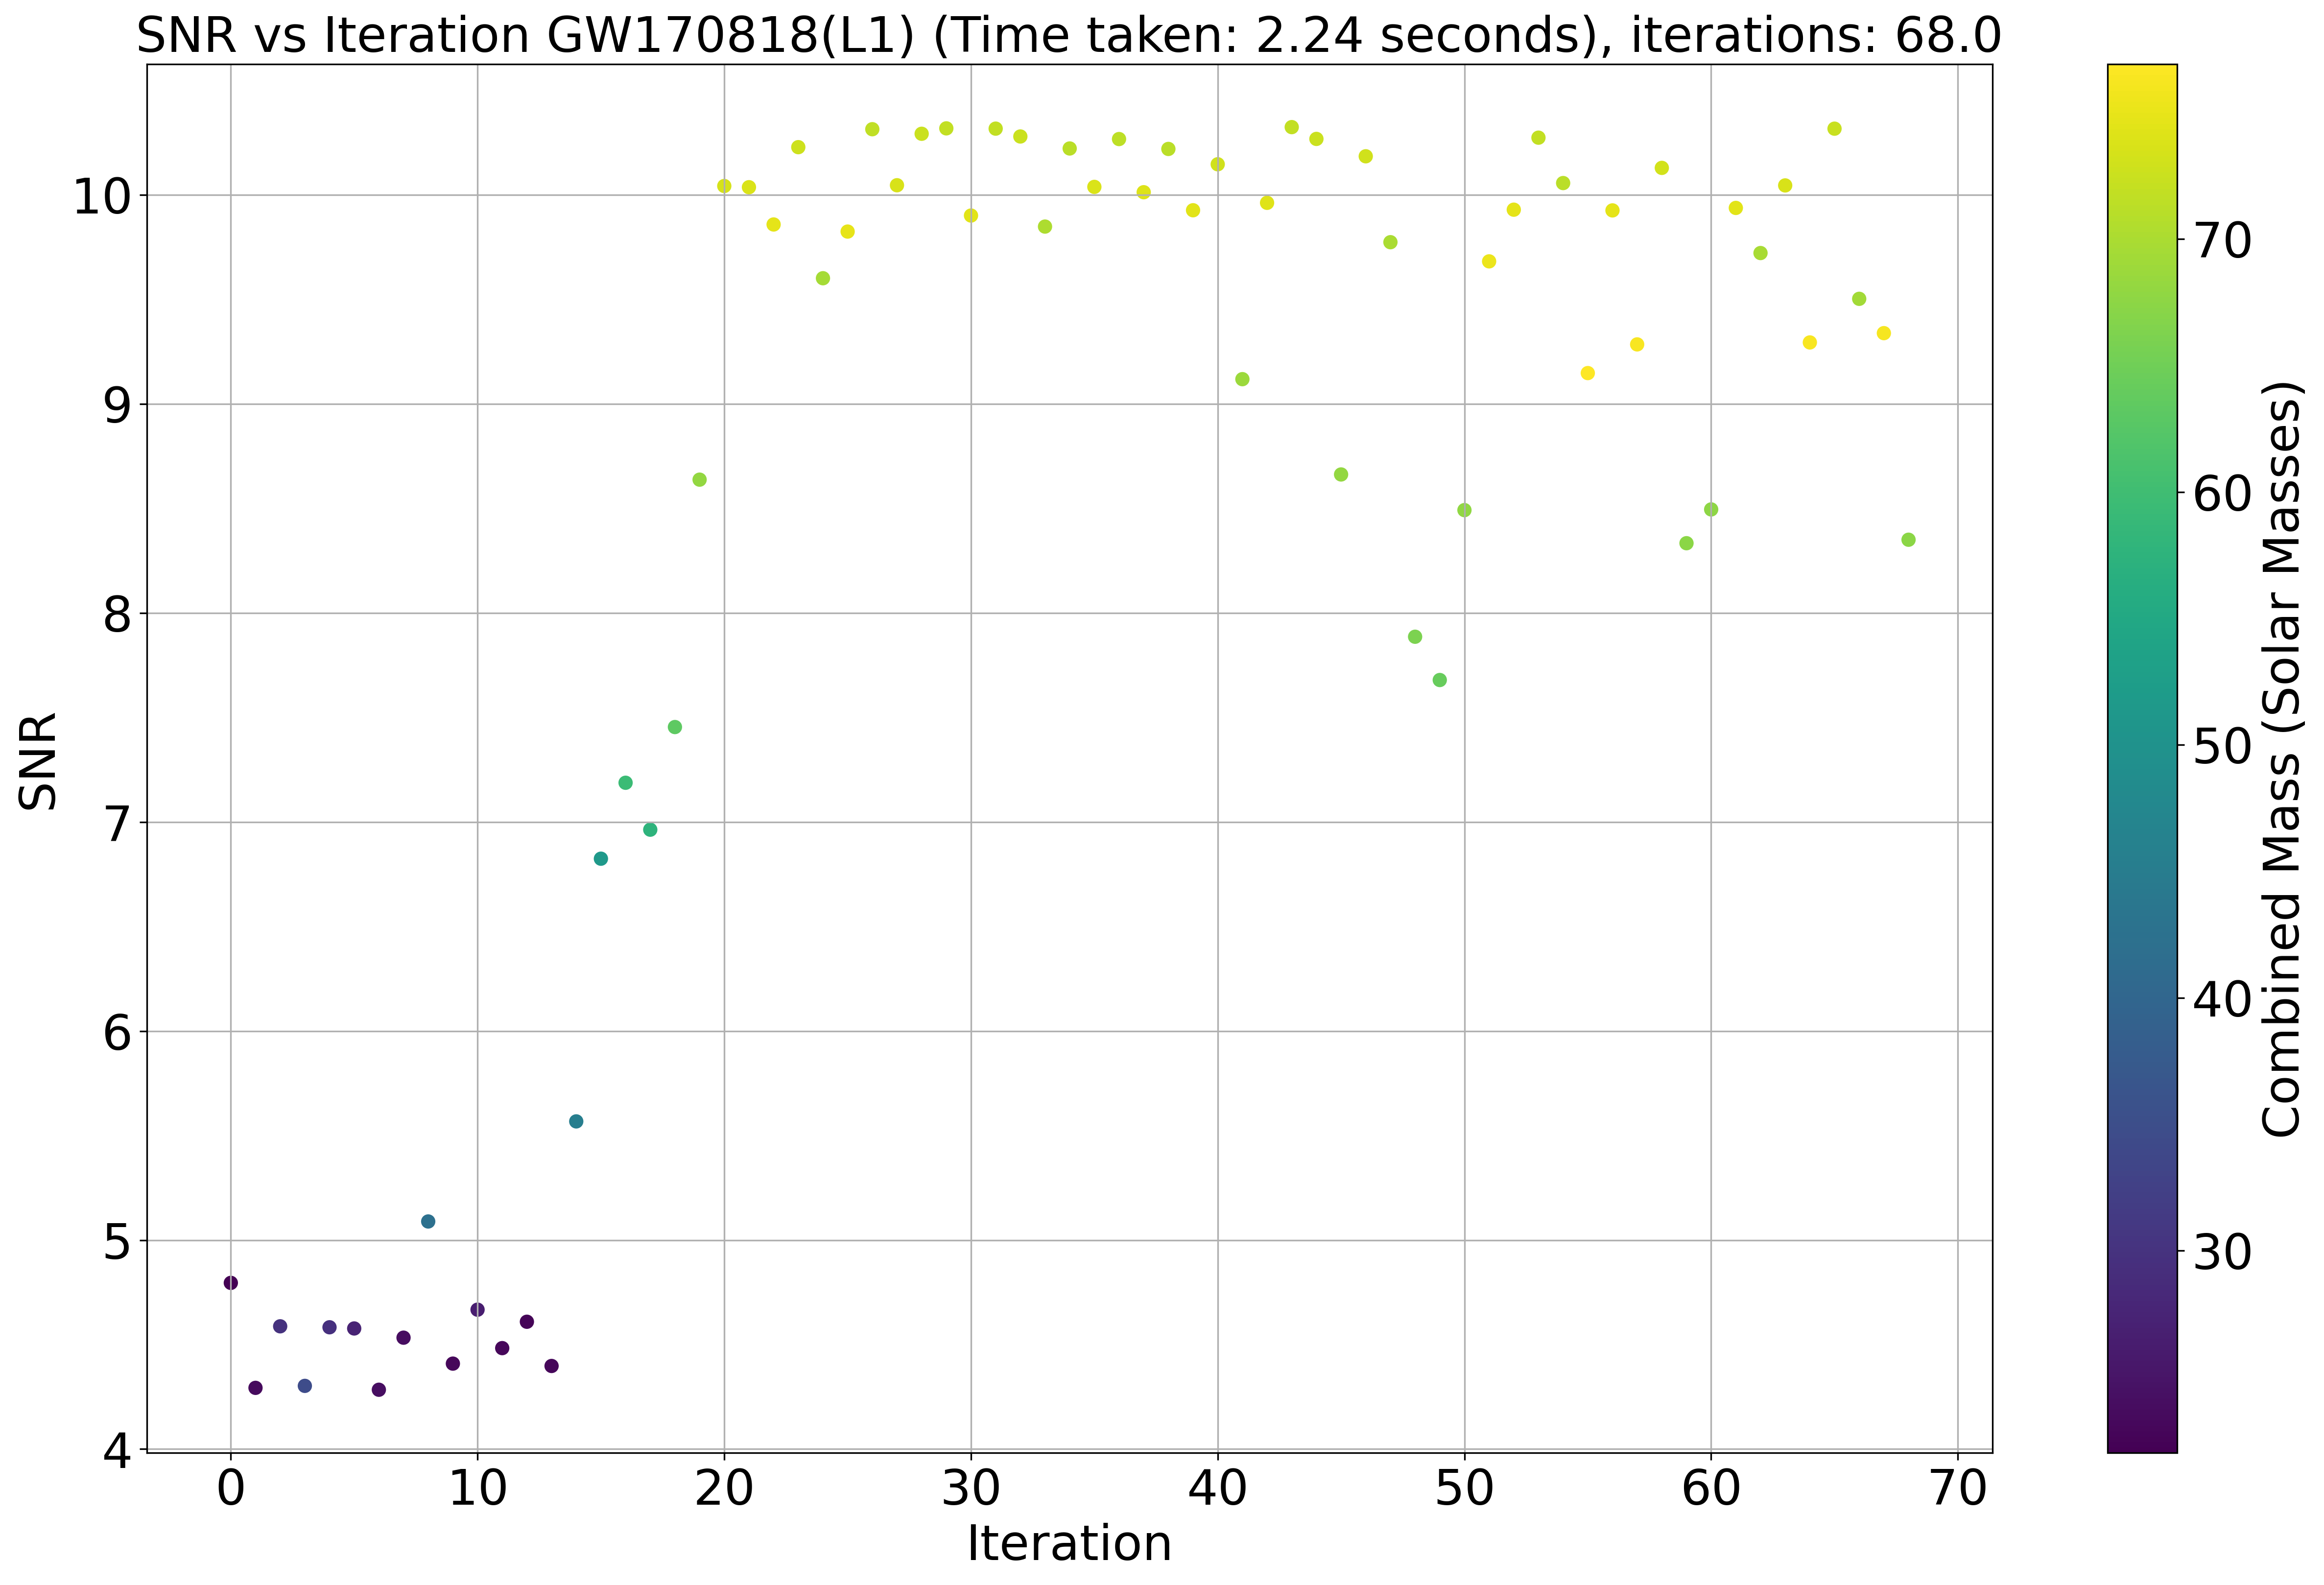 SNR vs Iteration GW170818(L1) (Time taken: 2.24 seconds), iterations: 68.0
10
9
8
7
6
5
4
SNR
0 10 20 30 40 50 60 70
Iteration
70
60
50
40
30
Combined Mass (Solar Masses)